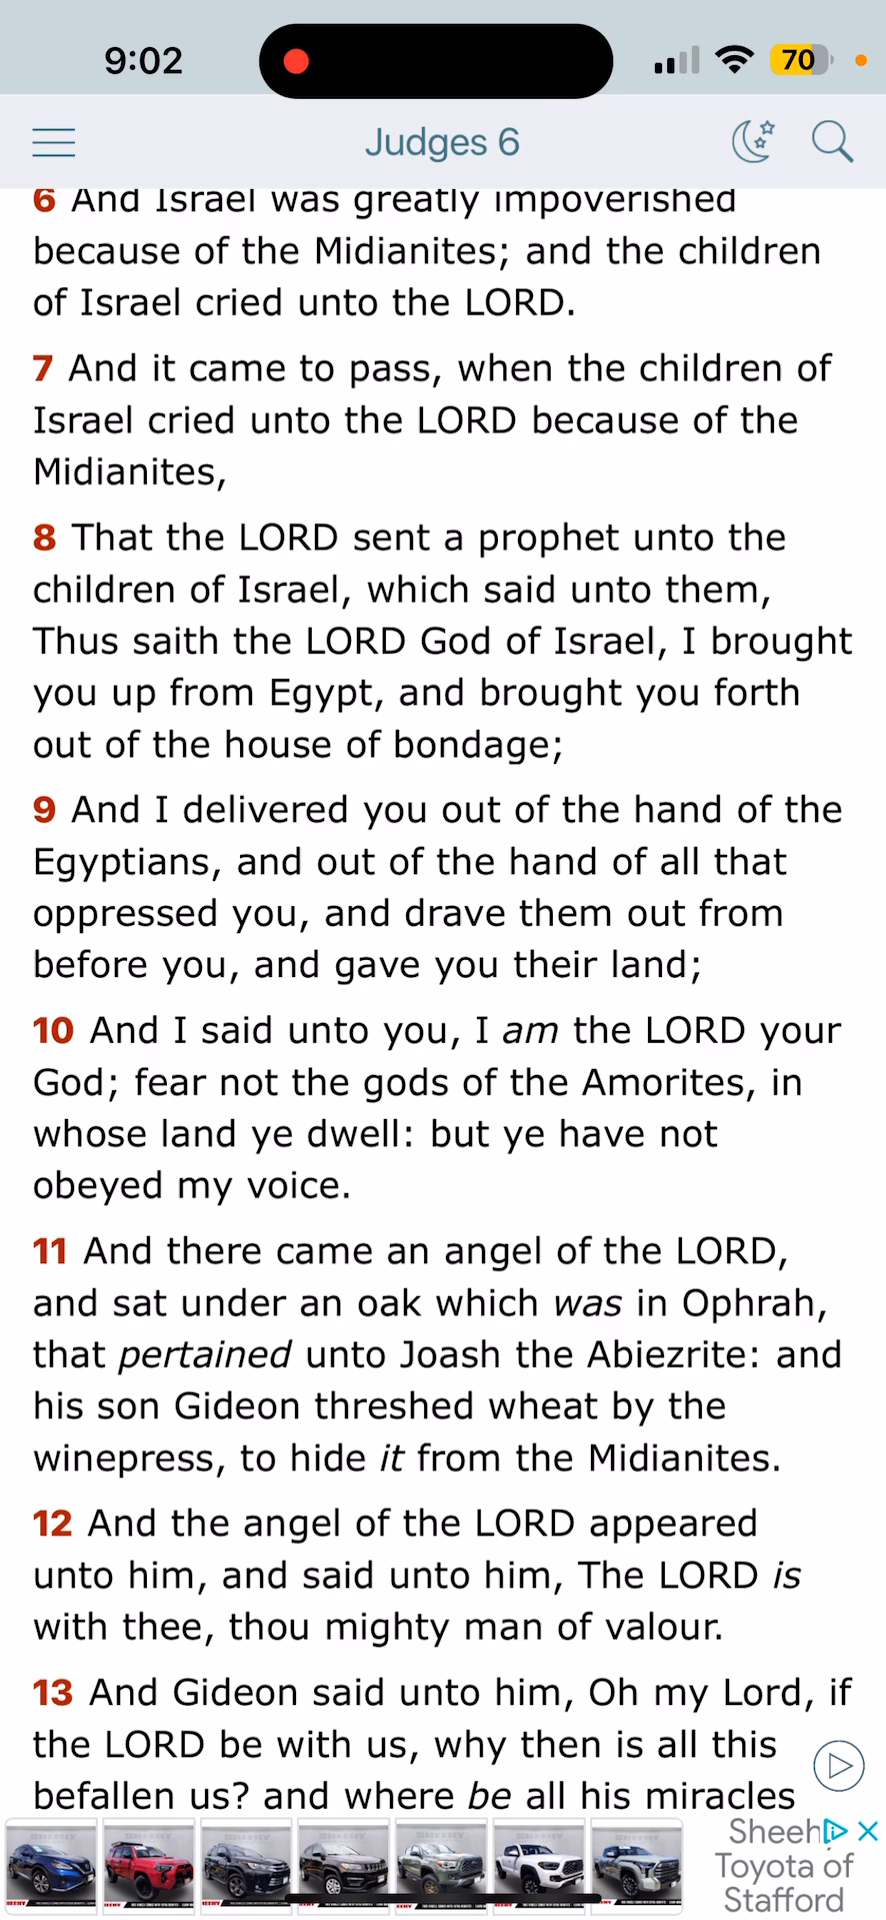 9:02
70
Judges 6
6 And Israel was greatly impoverished
because of the Midianites; and the children
of Israel cried unto the LORD.
7 And it came to pass, when the children of
Israel cried unto the LORD because of the
Midianites,
8 That the LORD sent a prophet unto the
children of Israel, which said unto them,
Thus saith the LORD God of Israel, I brought
you up from Egypt, and brought you forth
out of the house of bondage;
9 And I delivered you out of the hand of the
Egyptians, and out of the hand of all that
oppressed you, and drave them out from
before you, and gave you their land;
10 And I said unto you, I am the LORD your
God; fear not the gods of the Amorites, in
whose land ye dwell: but ye have not
obeyed my voice.
11 And there came an angel of the LORD,
and sat under an oak which was in Ophrah,
that pertained unto Joash the Abiezrite: and
his son Gideon threshed wheat by the
winepress, to hide it from the Midianites.
12 And the angel of the LORD appeared
unto him, and said unto him, The LORD is
with thee, thou mighty man of valour.
13 And Gideon said unto him, Oh my Lord, if
the LORD be with us, why then is all this
befallen us? and where be all his miracles
Sheeh
Toyota of
Stafford